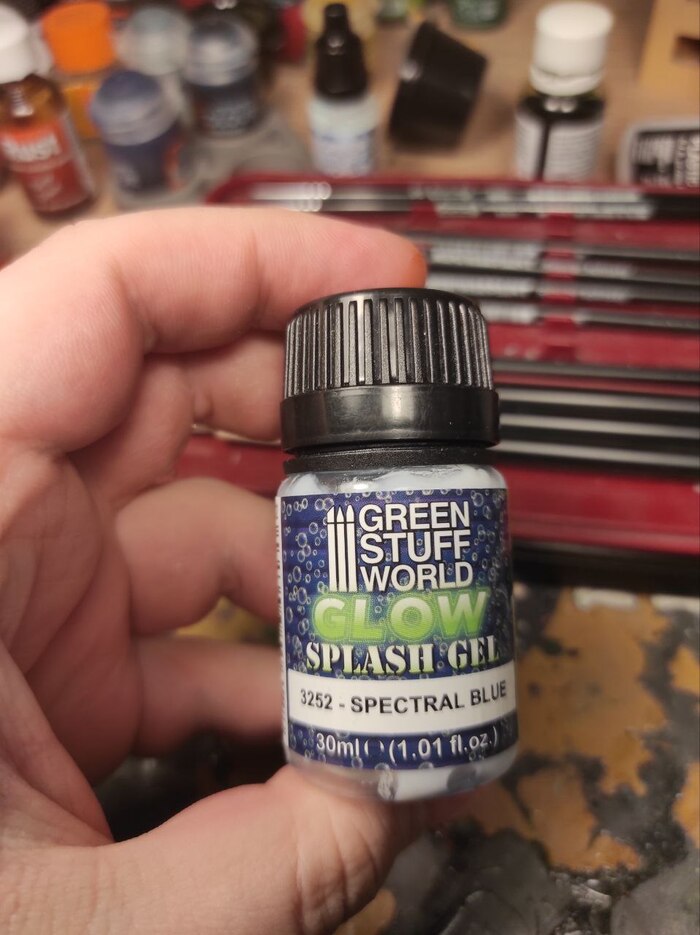 GREEN
STUFF
WORLD
GLOW
SPLASH GEL
3252 - SPECTRAL BLUE
30ml (1.01 fl.oz.)